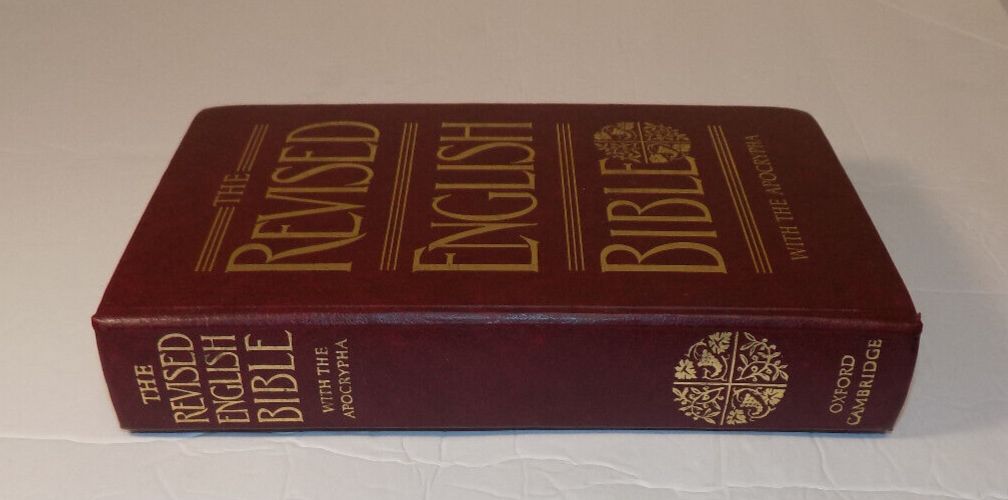 THE
REVISED
ENGLISH
BIBLE
WITH THE APOCRYPHA
THE
REVISED
ENGLISH
BIBLE
WITH THE
APOCRYPHA
OXFORD
CAMBRIDGE